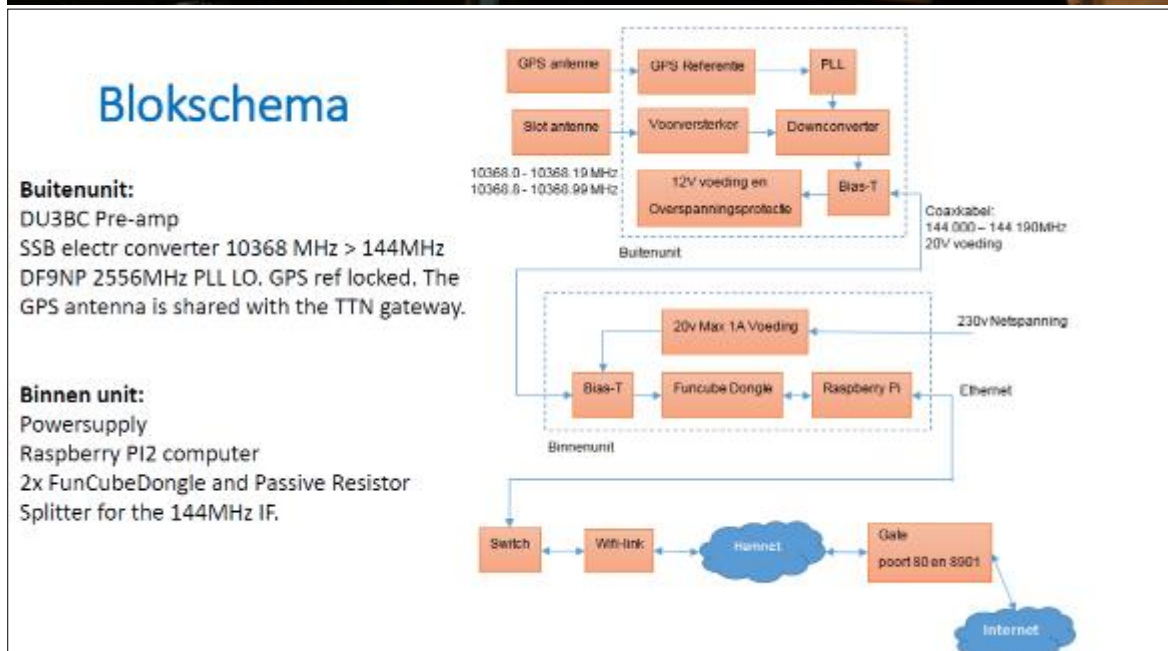 Blokschema
Buitenunit:
DU3BC Pre-amp
SSB electr converter 10368 MHz > 144MHz
DF9NP 2556MHz PLL LO. GPS ref locked. The
GPS antenna is shared with the TTN gateway.
Binnen unit:
Powersupply
Raspberry PI2 computer
2x FunCubeDongle and Passive Resistor
Splitter for the 144MHz IF.
GPS antenne
GPS Referentie
PLL
Slot antenne
Voorversterker
Downconverter
10368.0 - 10368.19 MHz
10368.8 - 10368.99 MHz
12V voeding en
Overspanningsprotectie
Bias-T
Buitenunit
Coaxkabel:
144.000 – 144.190MHz
20V voeding
20v Max 1A Voeding
230v Netspanning
Bias-T
Funcube Dongle
Raspberry Pi
Ethernet
Binnenunit
Switch
Wifi-link
Hamnet
Gate
poort 80 en 8901
Internet